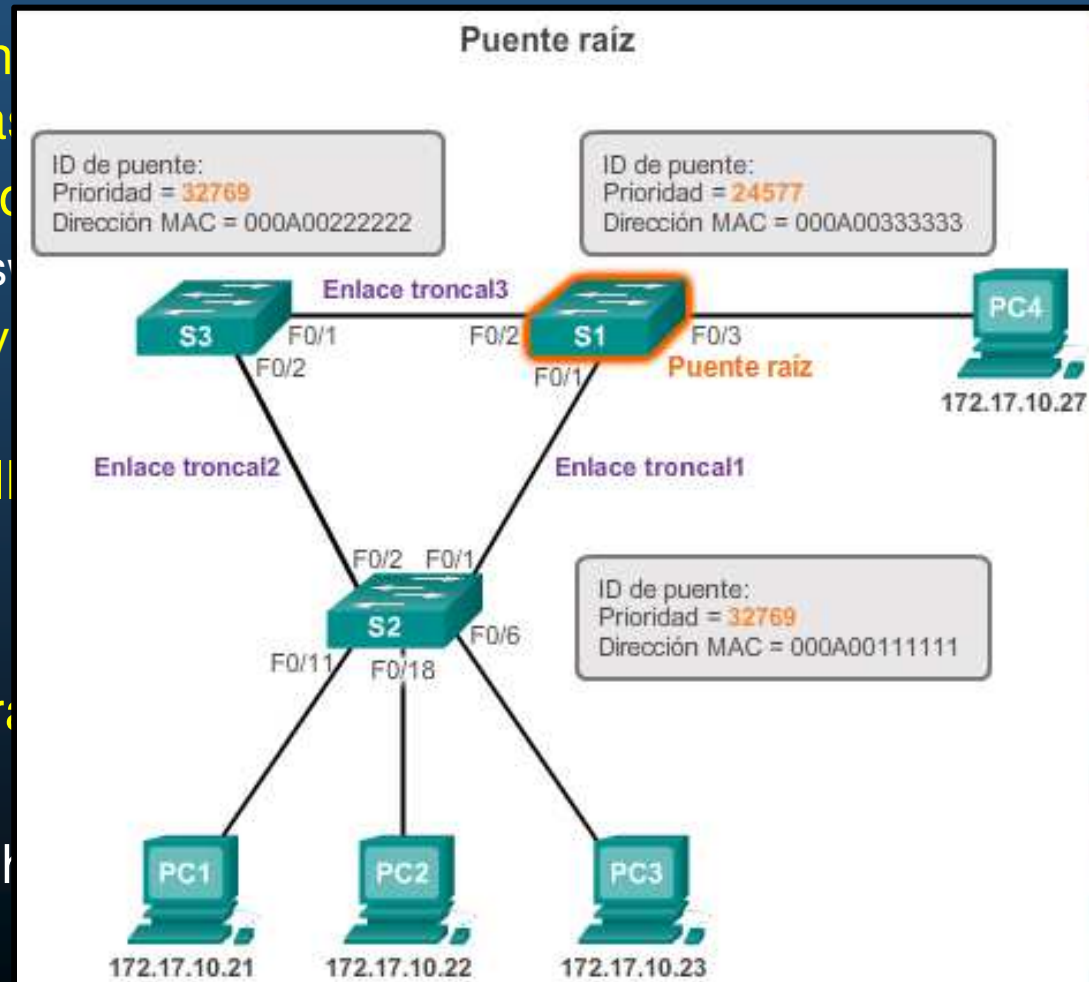 Puente raíz
ID de puente:
Prioridad = 32769
Dirección MAC = 000A00222222
ID de puente:
Prioridad = 24577
Dirección MAC = 000A00333333
Enlace troncal3
S3
F0/1
F0/2
S1
F0/3
PC4
F0/2
F0/1
Puente raíz
172.17.10.27
Enlace troncal2
Enlace troncal1
F0/2
F0/1
ID de puente:
Prioridad = 32769
Dirección MAC = 000A00111111
S2
F0/6
F0/11
F0/18
PC1
PC2
PC3
172.17.10.21
172.17.10.22
172.17.10.23